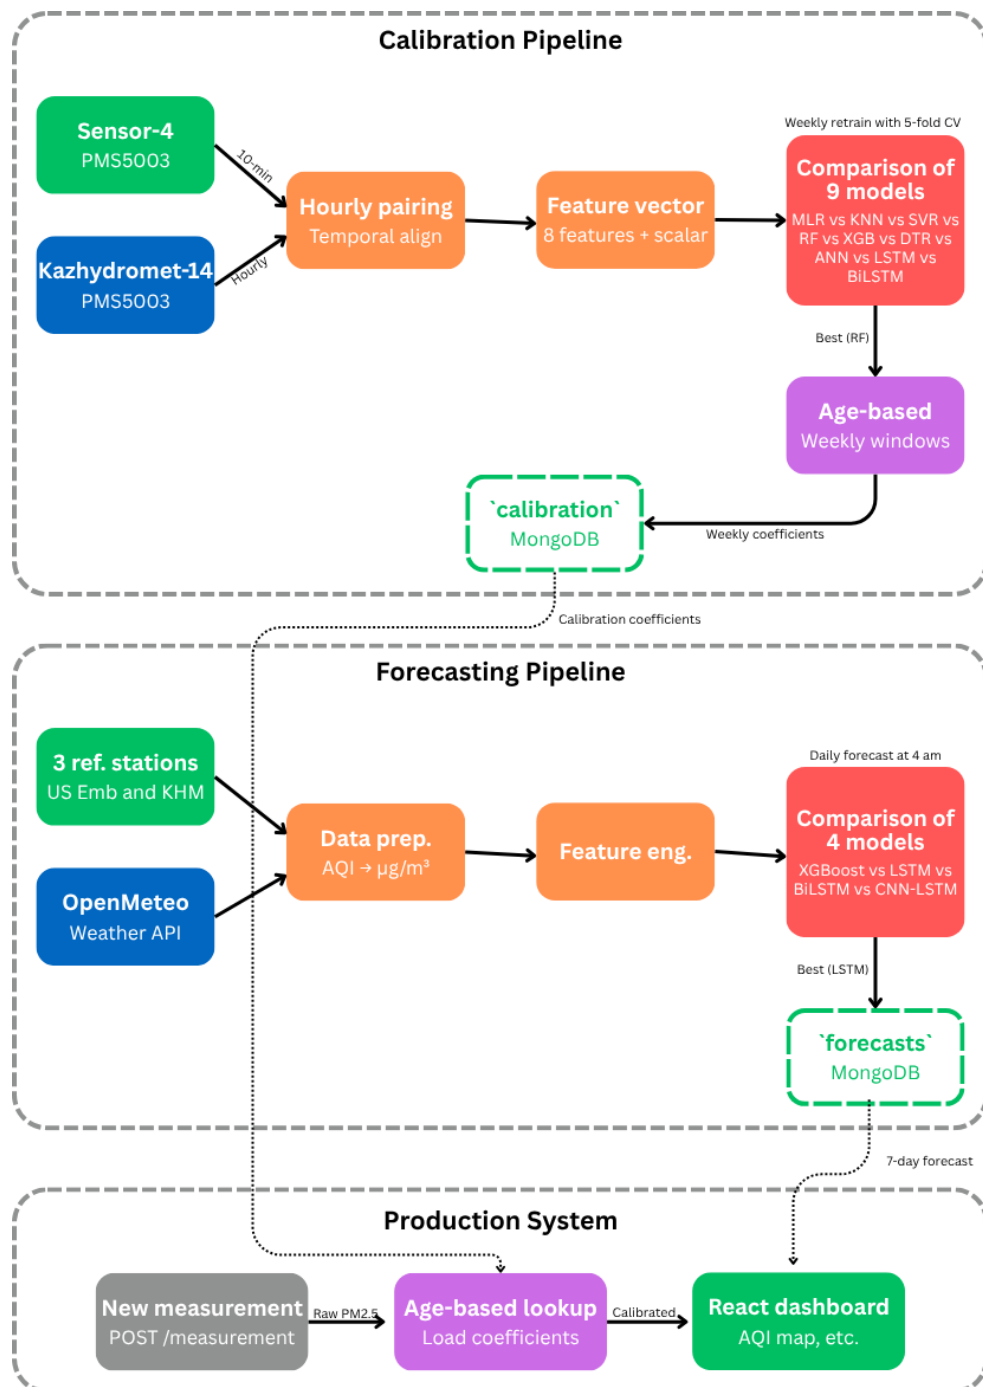 Calibration Pipeline
Sensor-4
PMS5003
10-min
Kazhydromet-14
PMS5003
Hourly
Hourly pairing
Temporal align
Feature vector
8 features + scalar
Weekly retrain with 5-fold CV
Comparison of
9 models
MLR vs KNN vs SVR vs
RF vs XGB vs DTR vs
ANN vs LSTM vs
BiLSTM
Best (RF)
Age-based
Weekly windows
Weekly coefficients
`calibration`
MongoDB
Calibration coefficients
Forecasting Pipeline
3 ref. stations
US Emb and KHM
OpenMeteo
Weather API
Data prep.
AQI → µg/m³
Feature eng.
Daily forecast at 4 am
Comparison of
4 models
XGBoost vs LSTM vs
BiLSTM vs CNN-LSTM
Best (LSTM)
`forecasts`
MongoDB
7-day forecast
Production System
New measurement
POST /measurement
Raw PM2.5
Age-based lookup
Load coefficients
Calibrated
React dashboard
AQI map, etc.